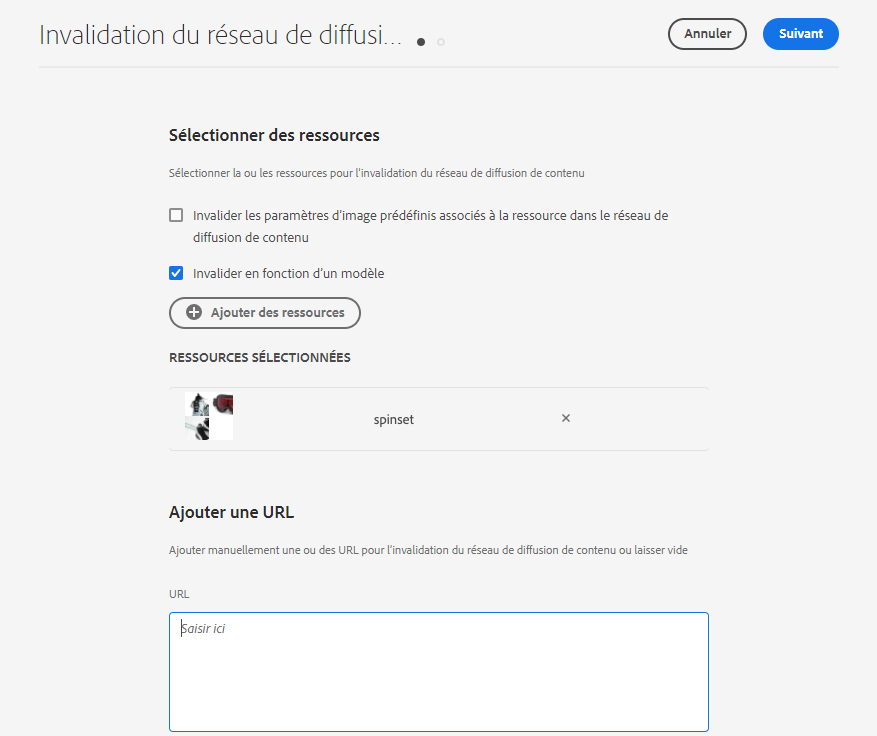 Invalidation du réseau de diffusi...
Annuler
Suivant
Sélectionner des ressources
Sélectionner la ou les ressources pour l'invalidation du réseau de diffusion de contenu
Invalider les paramètres d'image prédéfinis associés à la ressource dans le réseau de
diffusion de contenu
Invalider en fonction d'un modèle
Ajouter des ressources
RESSOURCES SÉLECTIONNÉES
spinset
Ajouter une URL
Ajouter manuellement une ou des URL pour l'invalidation du réseau de diffusion de contenu ou laisser vide
URL
Saisir ici